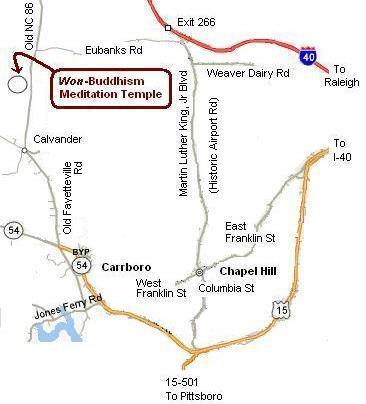 Old NC 86
Exit 266
Eubanks Rd
40
Weaver Dairy Rd
To
Raleigh
Won-Buddhism
Meditation Temple
Martin Luther King, Jr Blvd
(Historic Airport Rd)
Calvander
To
I-40
Old Fayetteville
Rd
54
East
Franklin St
BYP
54
Carrboro
Chapel Hill
West
Franklin St
Columbia St
Jones Ferry Rd
15
15-501
To Pittsboro